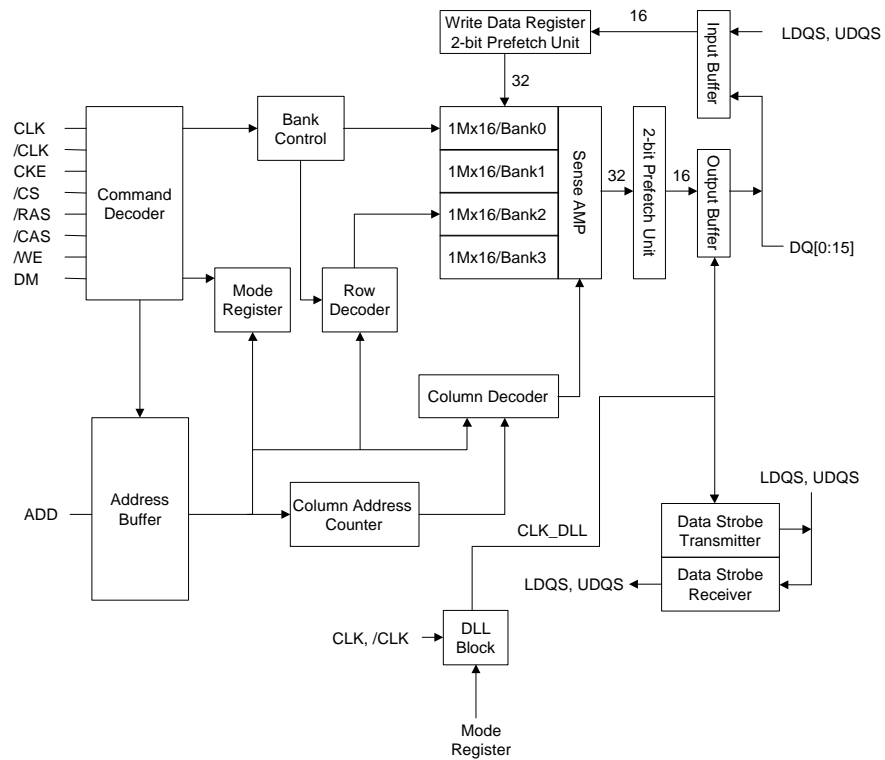 Write Data Register
2-bit Prefetch Unit
16
Input Buffer
LDQS, UDQS
32
CLK
/CLK
CKE
/CS
/RAS
/CAS
/WE
DM
Command
Decoder
Bank
Control
1Mx16/Bank0
1Mx16/Bank1
1Mx16/Bank2
1Mx16/Bank3
Sense AMP
32
2-bit Prefetch Unit
16
Output Buffer
DQ[0:15]
Mode
Register
Row
Decoder
Column Decoder
ADD
Address
Buffer
Column Address
Counter
CLK_DLL
LDQS, UDQS
Data Strobe
Transmitter
Data Strobe
Receiver
LDQS, UDQS
CLK, /CLK
DLL
Block
Mode
Register